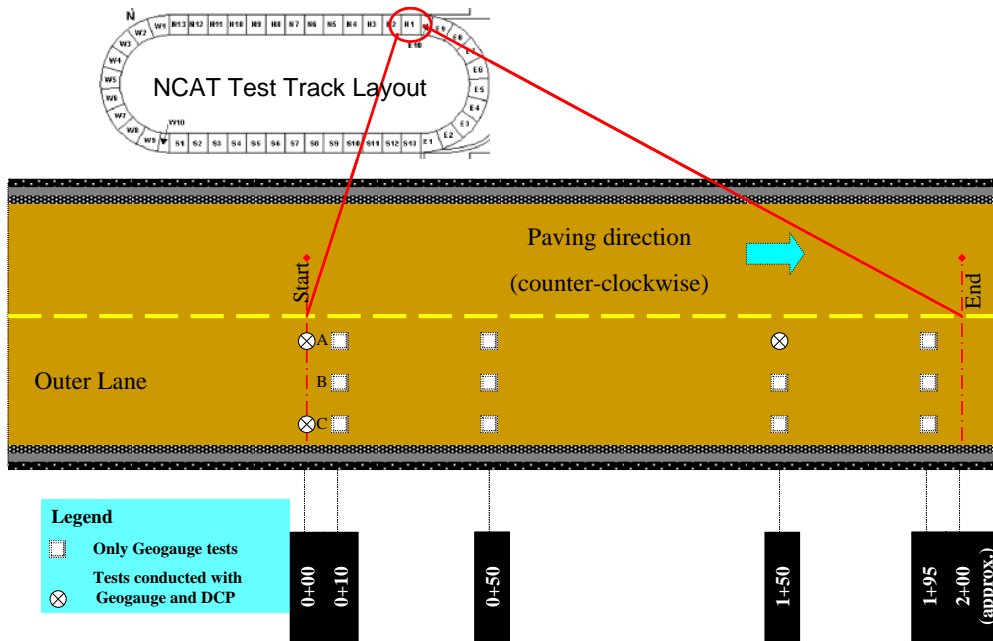 N
W1 N13 N12 N11 N10 N9 N8 N7 N6 N5 N4 N3 N2 N1 E9
W2 E8
W3
W4 E6
W5 NCAT Test Track Layout E5
W6 E4
W7 E3
W8 E2
W9 S1 S2 S3 S4 S5 S6 S7 S8 S9 S10 S11 S12 S13 E1
W10
E10
Paving direction
(counter-clockwise)
Start
End
A
Outer Lane B
C
Legend
Only Geogauge tests
Tests conducted with
Geogauge and DCP
0+00
0+10
0+50
1+50
1+95
2+00
(approx.)